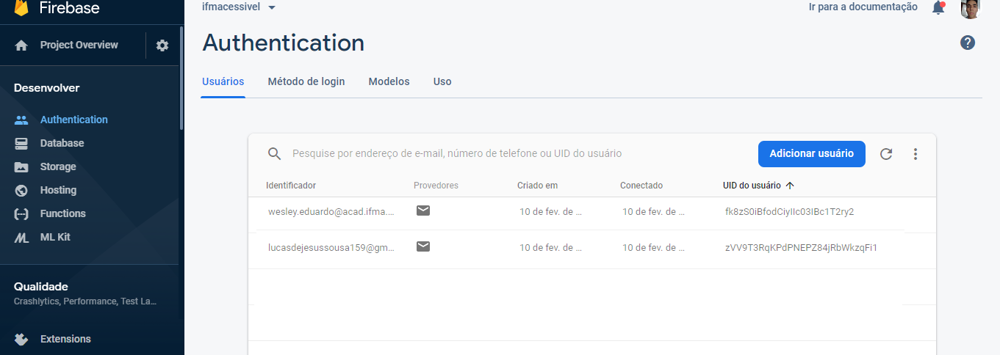 Firebase
ifmacessivel
Ir para a documentação
Project Overview
Authentication
Desenvolver
Usuários Método de login Modelos Uso
Authentication
Database
Storage
Hosting
Functions
ML Kit
Qualidade
Crashlytics, Performance, Test La...
Extensions
Pesquise por endereço de e-mail, número de telefone ou UID do usuário
Adicionar usuário
Identificador Provedores Criado em Conectado UID do usuário
wesley.eduardo@acad.ifma.... 10 de fev. de ... 10 de fev. de ... fk8zS0iBfodCiyIIc03IBc1T2ry2
lucasdejesussousa159@gm... 10 de fev. de ... 10 de fev. de ... zVV9T3RqKPdPNEPZ84jRbWkzqFi1